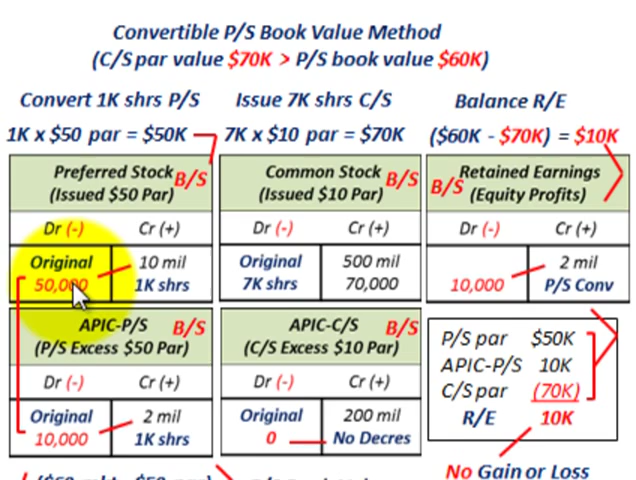 Convertible P/S Book Value Method
(C/S par value $70K > P/S book value $60K)
Convert 1K shrs P/S
1K x $50 par = $50K
Issue 7K shrs C/S
7K x $10 par = $70K
Balance R/E
($60K - $70K) = $10K
Preferred Stock B/S
(Issued $50 Par)
Dr (-) Cr (+)
Original 10 mil
50,000 1K shrs
Common Stock B/S
(Issued $10 Par)
Dr (-) Cr (+)
Original 500 mil
7K shrs 70,000
Retained Earnings
B/S (Equity Profits)
Dr (-) Cr (+)
2 mil
10,000 P/S Conv
APIC-P/S B/S
(P/S Excess $50 Par)
Dr (-) Cr (+)
Original 2 mil
10,000 1K shrs
APIC-C/S B/S
(C/S Excess $10 Par)
Dr (-) Cr (+)
Original 200 mil
0 No Decres
P/S par $50K
APIC-P/S 10K
C/S par (70K)
R/E 10K
No Gain or Loss